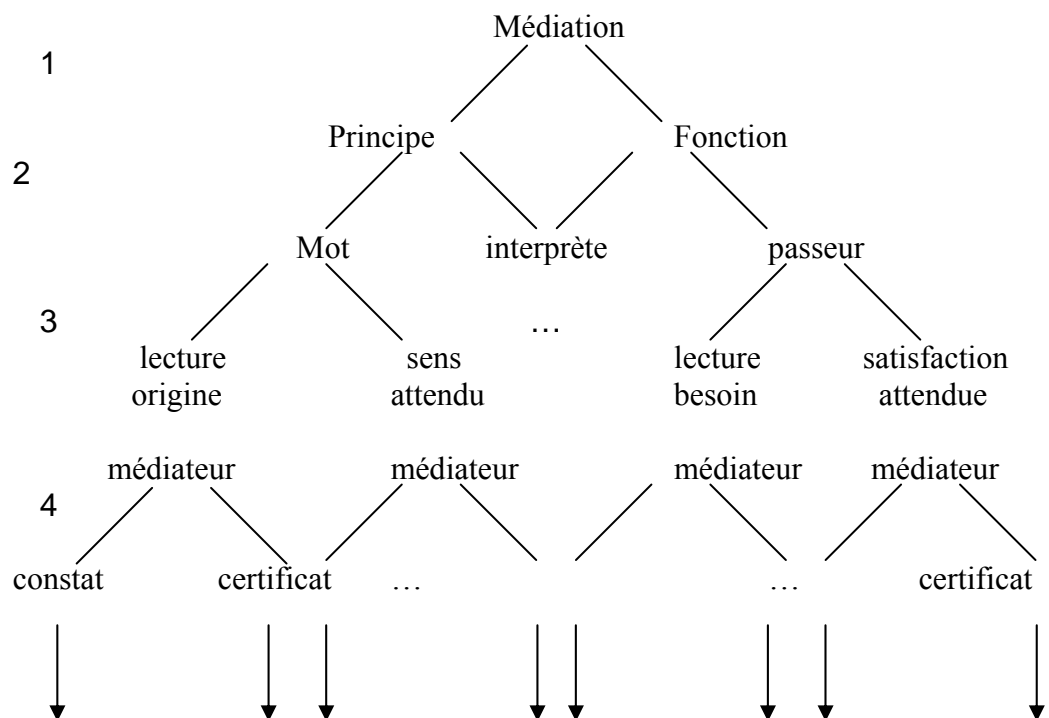 Médiation
1
Principe Fonction
2
Mot interprète passeur
3 …
lecture sens lecture satisfaction
origine attendu besoin attendue
médiateur médiateur médiateur médiateur
4
constat certificat … … certificat